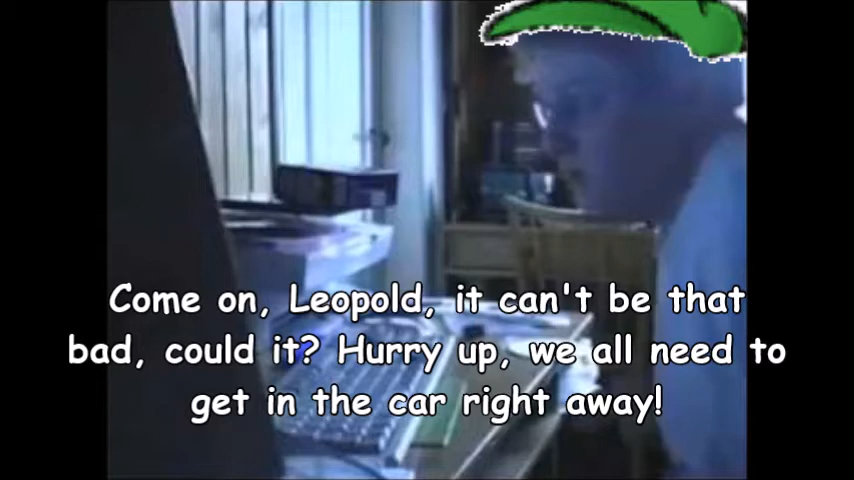 Come on, Leopold, it can't be that
bad, could it? Hurry up, we all need to
get in the car right away!